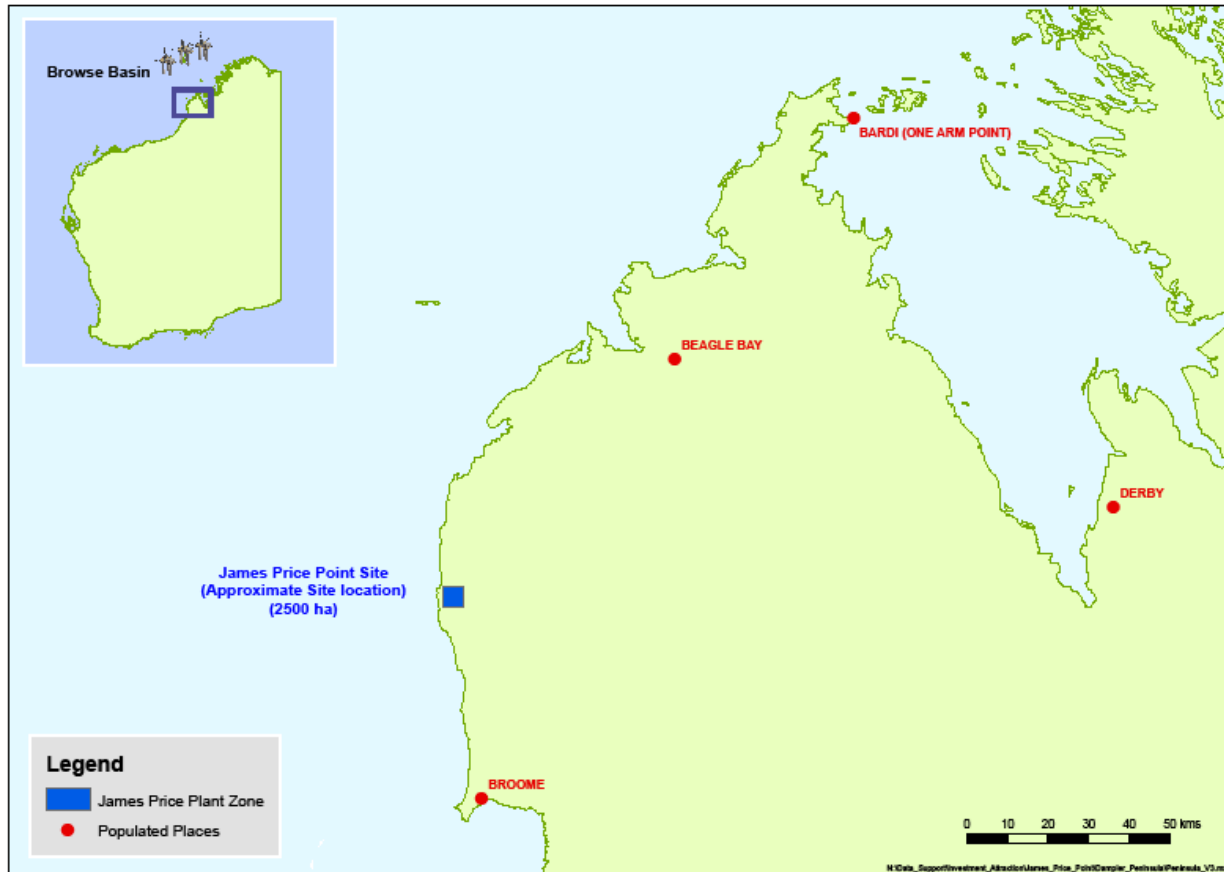 Browse Basin
BARDI (ONE ARM POINT)
BEAGLE BAY
DERBY
James Price Point Site
(Approximate Site location)
(2500 ha)
BROOME
Legend
James Price Plant Zone
Populated Places
0 10 20 30 40 50 kms